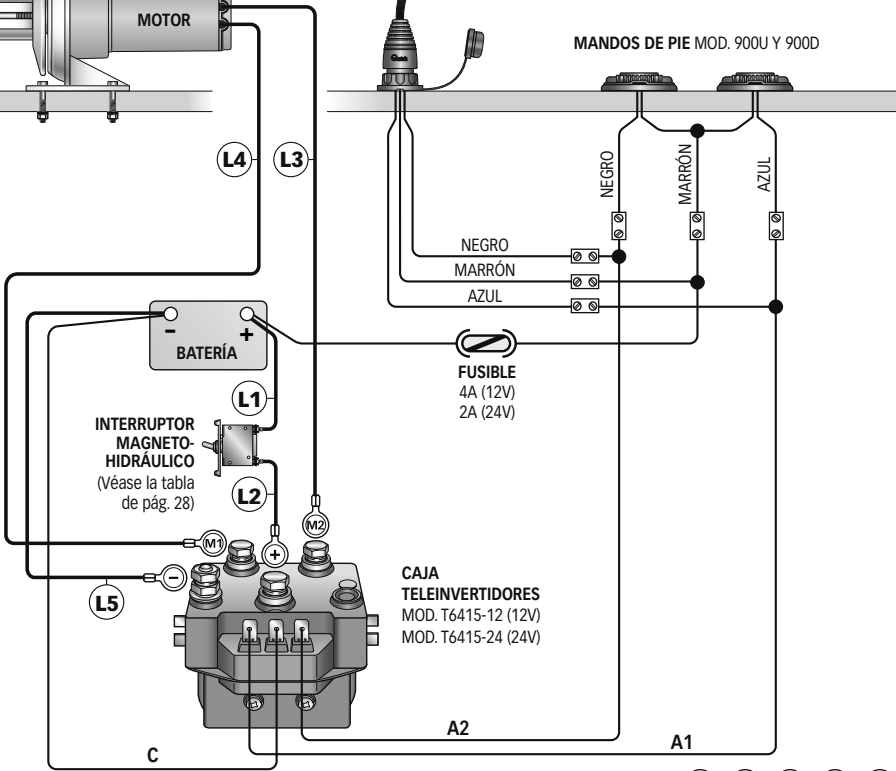 MOTOR
MANDOS DE PIE MOD. 900U Y 900D
L4
L3
NEGRO
MARRÓN
AZUL
NEGRO
MARRÓN
AZUL
-
+
BATERÍA
FUSIBLE
4A (12V)
2A (24V)
L1
INTERRUPTOR
MAGNETO-
HIDRÁULICO
(Véase la tabla
de pág. 28)
L2
M1
+
M2
-
L5
CAJA
TELEINVERTIDORES
MOD. T6415-12 (12V)
MOD. T6415-24 (24V)
A2
A1
C